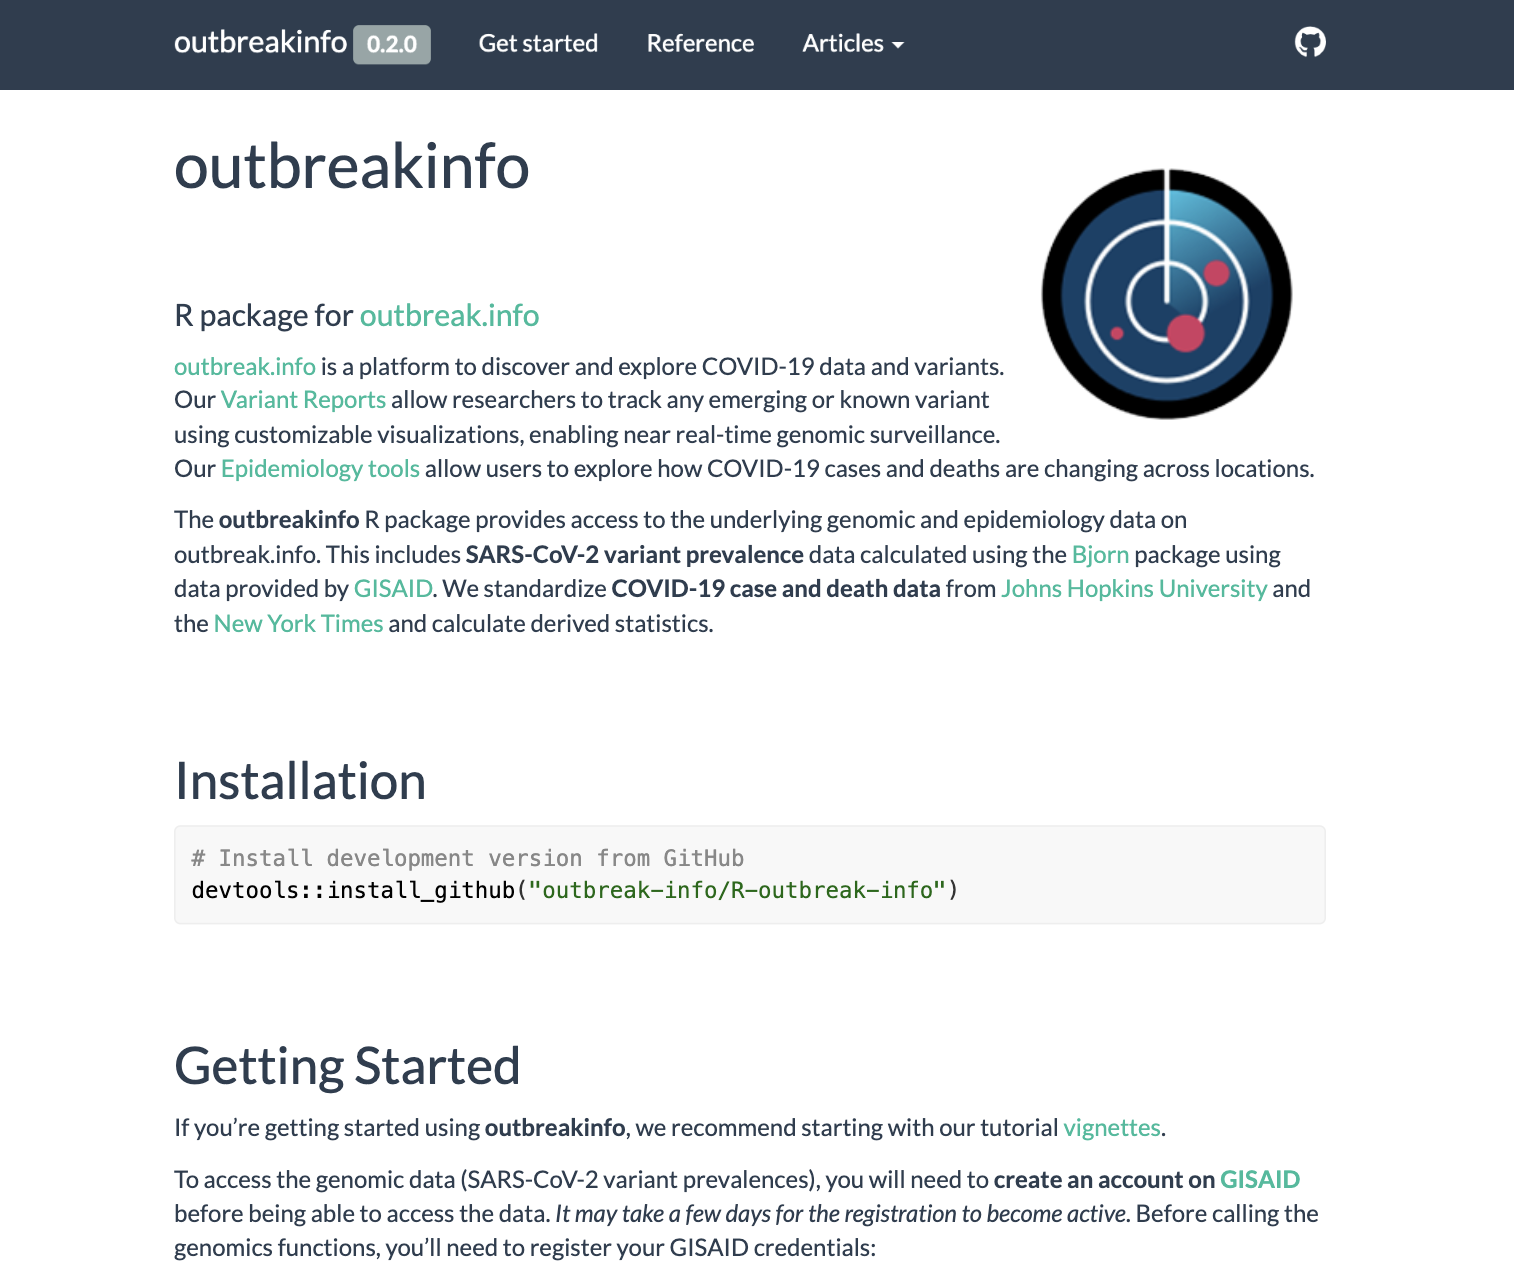 outbreakinfo 0.2.0 Get started Reference Articles
outbreakinfo
R package for outbreak.info
outbreak.info is a platform to discover and explore COVID-19 data and variants.
Our Variant Reports allow researchers to track any emerging or known variant
using customizable visualizations, enabling near real-time genomic surveillance.
Our Epidemiology tools allow users to explore how COVID-19 cases and deaths are changing across locations.
The outbreakinfo R package provides access to the underlying genomic and epidemiology data on
outbreak.info. This includes SARS-CoV-2 variant prevalence data calculated using the Bjorn package using
data provided by GISAID. We standardize COVID-19 case and death data from Johns Hopkins University and
the New York Times and calculate derived statistics.
Installation
# Install development version from GitHub
devtools::install_github("outbreak-info/R-outbreak-info")
Getting Started
If you’re getting started using outbreakinfo, we recommend starting with our tutorial vignettes.
To access the genomic data (SARS-CoV-2 variant prevalences), you will need to create an account on GISAID
before being able to access the data. It may take a few days for the registration to become active. Before calling the
genomics functions, you’ll need to register your GISAID credentials: